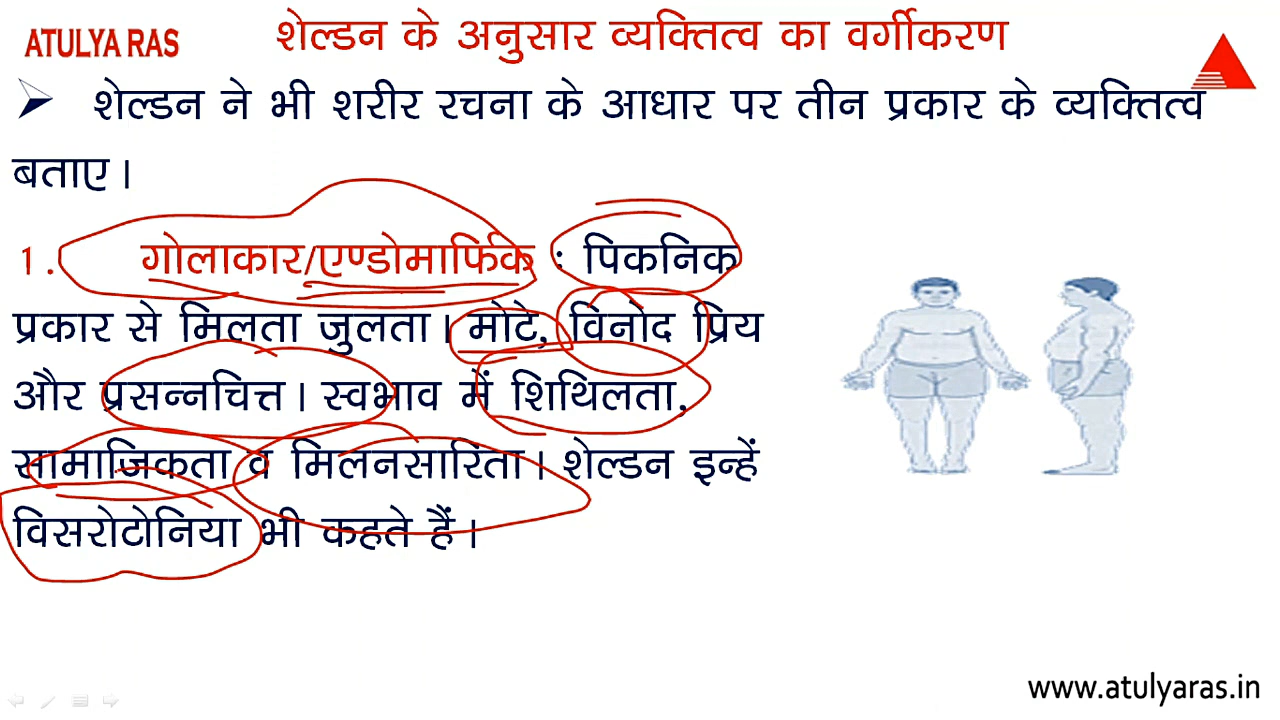 ATULYA RAS
शेल्डन के अनुसार व्यक्तित्व का वर्गीकरण
➢ शेल्डन ने भी शरीर रचना के आधार पर तीन प्रकार के व्यक्तित्व
बताए।
1. गोलाकार/एण्डोमार्फिक : पिकनिक
प्रकार से मिलता जुलता। मोटे, विनोद प्रिय
और प्रसन्नचित्त। स्वभाव में शिथिलता,
सामाजिकता व मिलनसारिता। शेल्डन इन्हें
विसरोटोनिया भी कहते हैं।
www.atulyaras.in